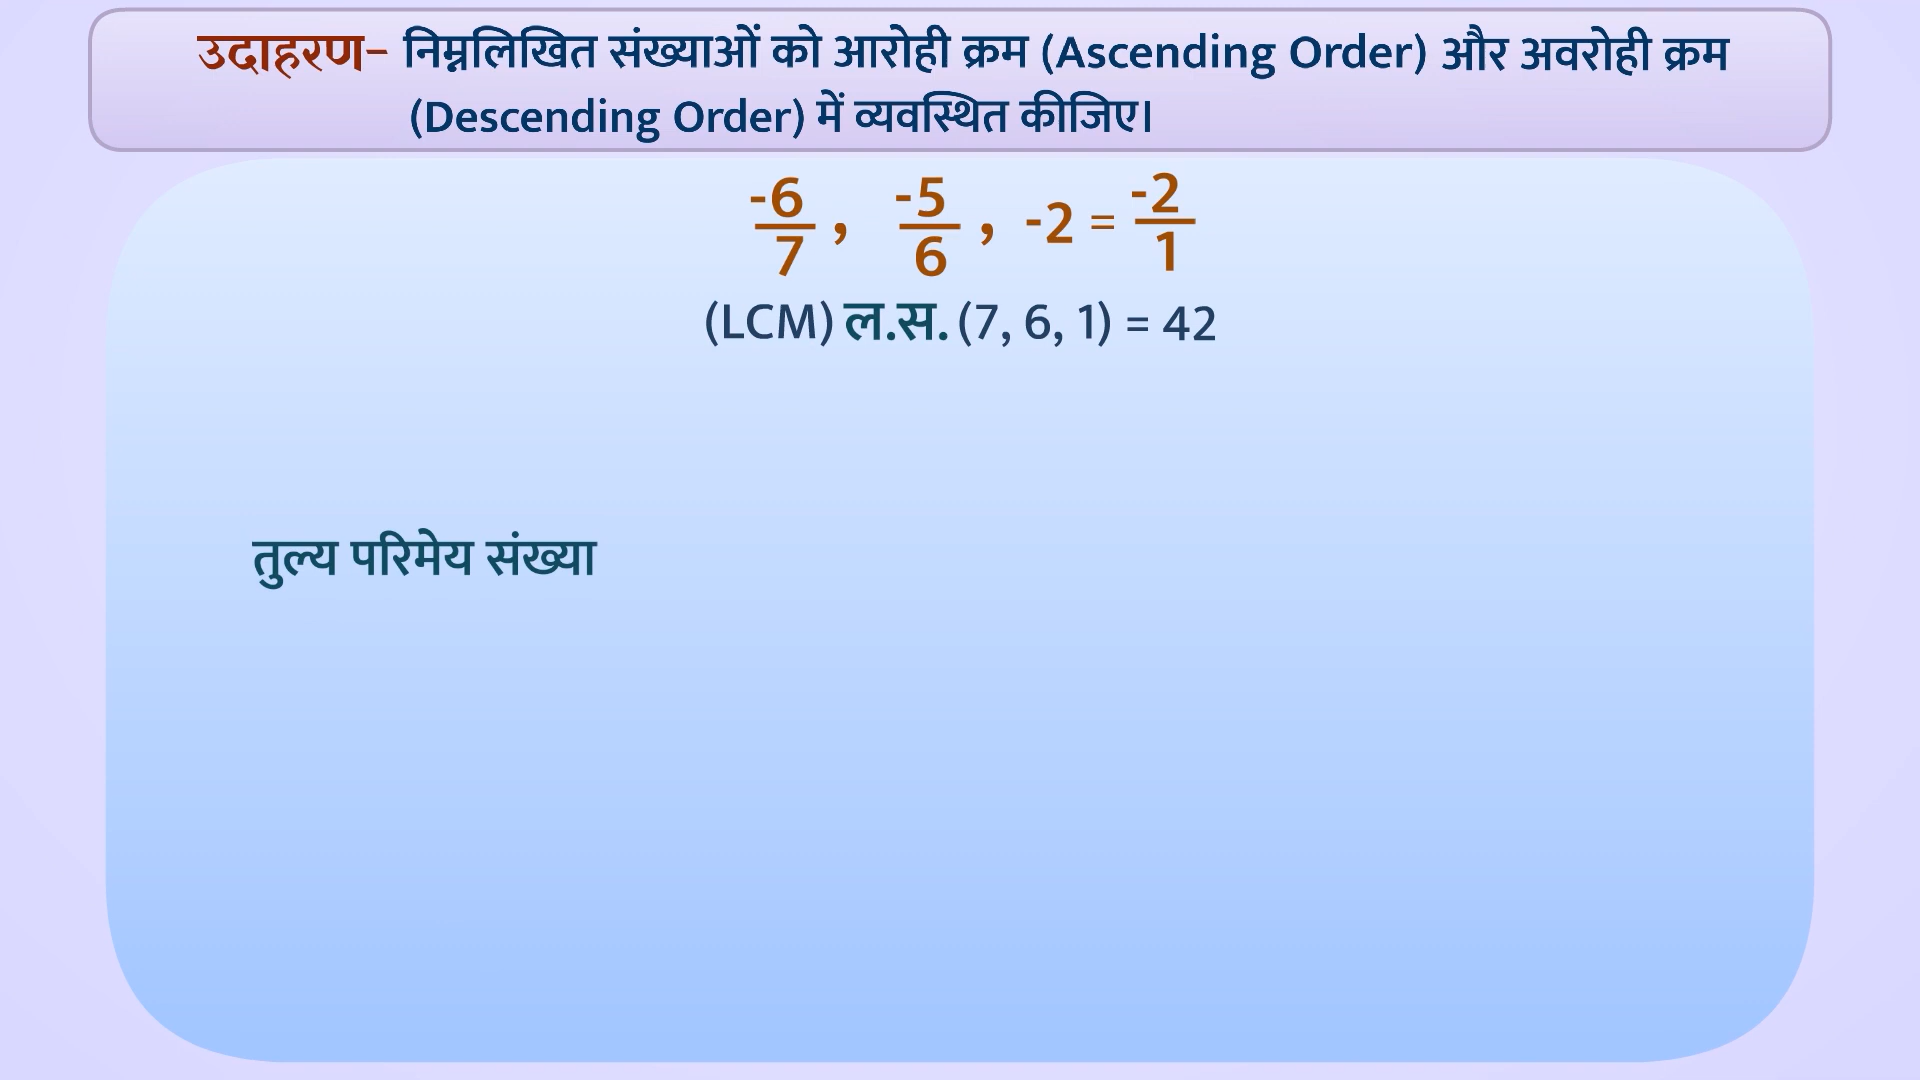 उदाहरण– निम्नलिखित संख्याओं को आरोही क्रम (Ascending Order) और अवरोही क्रम
(Descending Order) में व्यवस्थित कीजिए।
-6/7 , -5/6 , -2 = -2/1
(LCM) ल.स. (7, 6, 1) = 42
तुल्य परिमेय संख्या